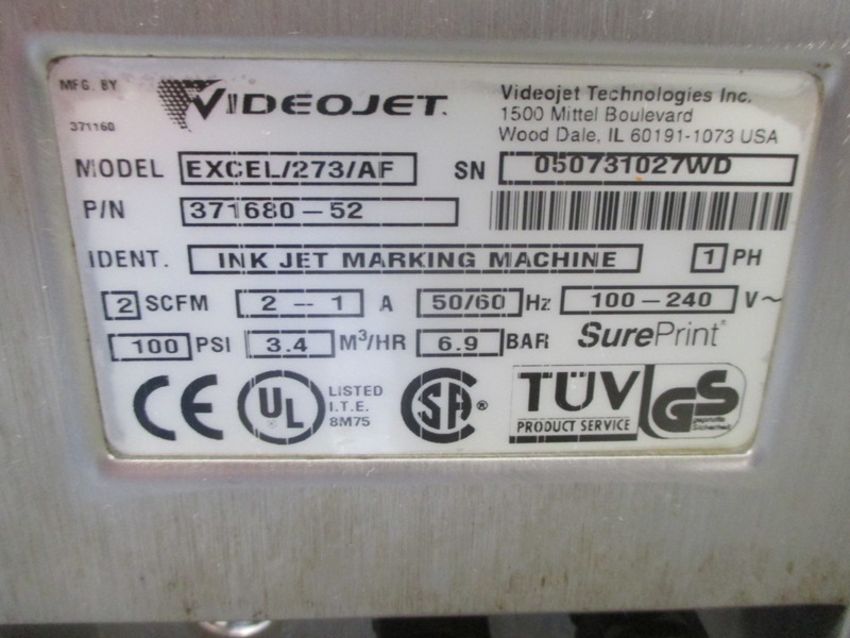 MFG. BY
371160
VIDEOJET.
Videojet Technologies Inc.
1500 Mittel Boulevard
Wood Dale, IL 60191-1073 USA
MODEL EXCEL/273/AF SN 050731027WD
P/N 371680-52
IDENT. INK JET MARKING MACHINE 1 PH
2 SCFM 2 -- 1 A 50/60 Hz 100-240 V~
100 PSI 3.4 M³/HR 6.9 BAR SurePrint
CE UL LISTED
I.T.E.
8M75
SA ®
TÜV
PRODUCT SERVICE
GS
geprüfte
Sicherheit